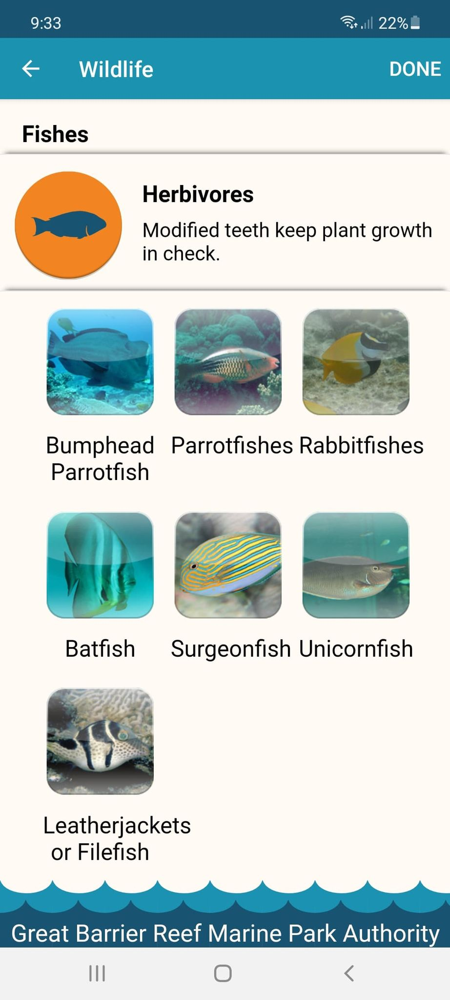 9:33
22%
Wildlife
DONE
Fishes
Herbivores
Modified teeth keep plant growth
in check.
Bumphead
Parrotfish
Parrotfishes
Rabbitfishes
Batfish
Surgeonfish
Unicornfish
Leatherjackets
or Filefish
Great Barrier Reef Marine Park Authority